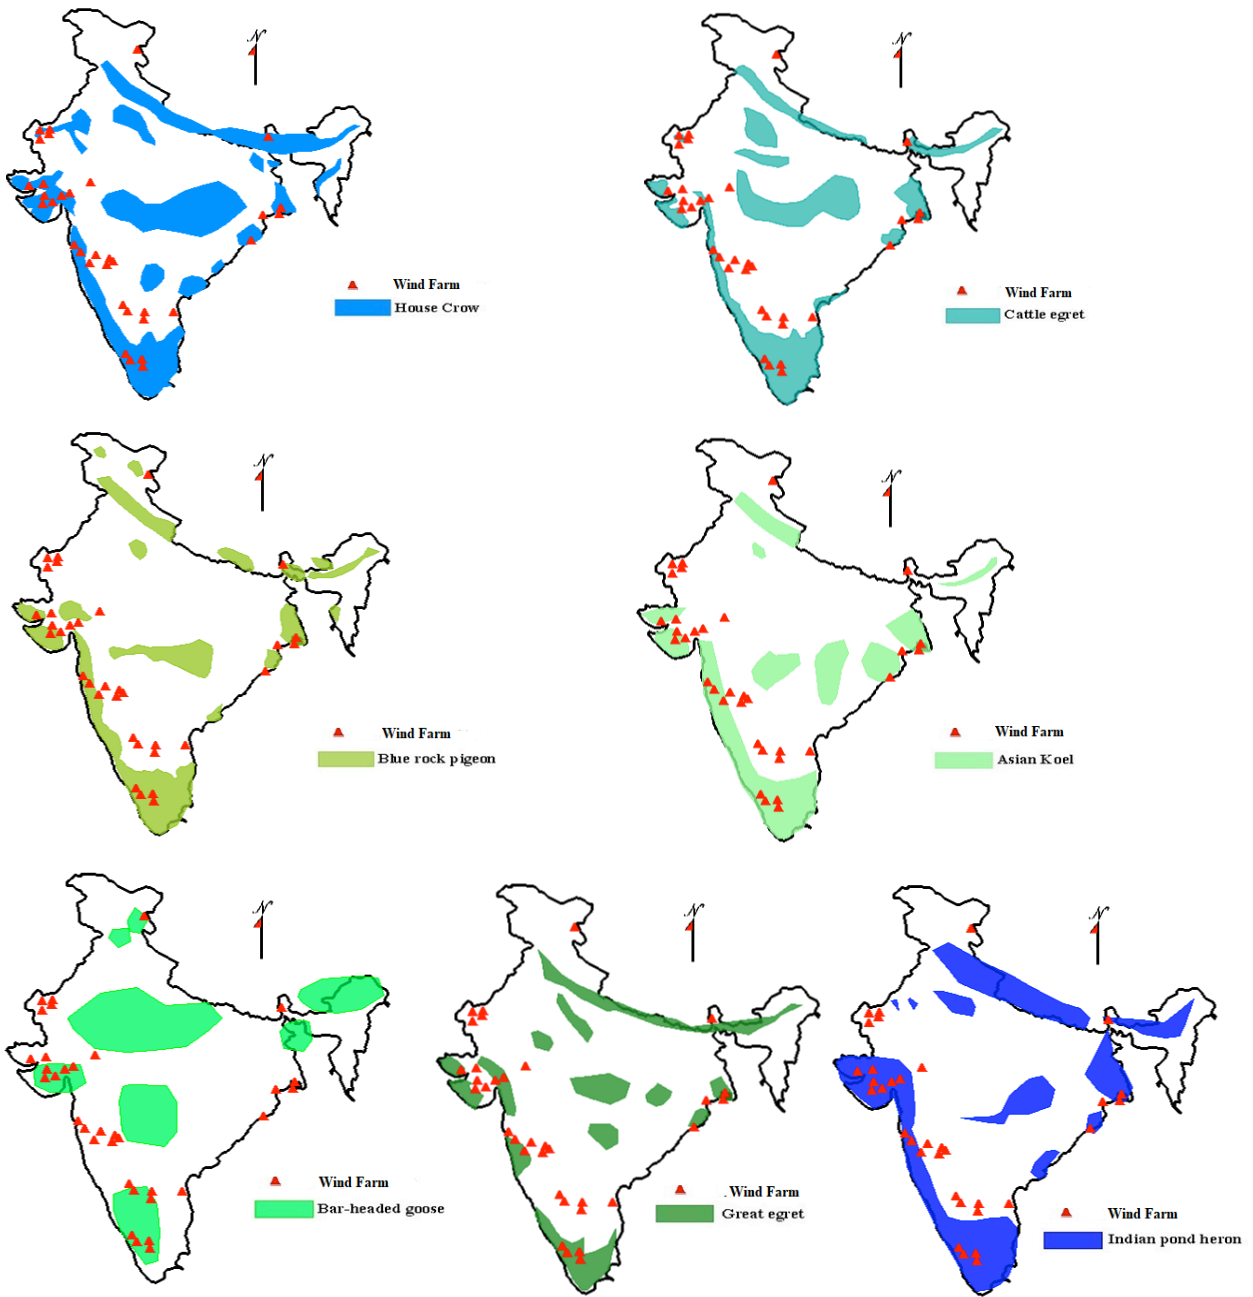 N
N
Wind Farm
House Crow
Wind Farm
Cattle egret
N
N
Wind Farm
Blue rock pigeon
Wind Farm
Asian Koel
N
N
N
Wind Farm
Bar-headed goose
Wind Farm
Great egret
Wind Farm
Indian pond heron